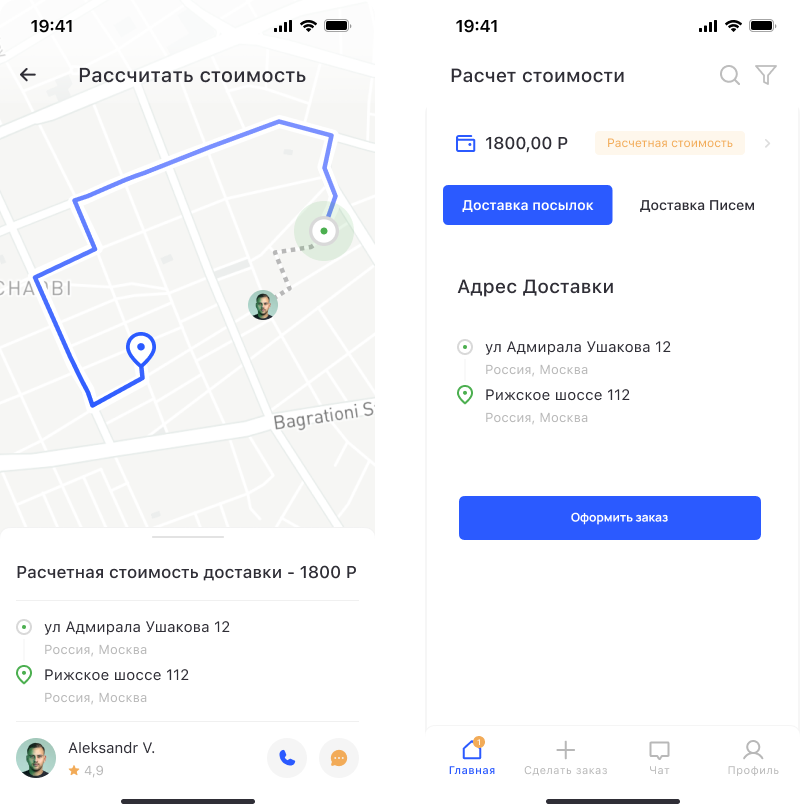 19:41
Рассчитать стоимость
CHA
BI
Bagrationi S
Расчетная стоимость доставки - 1800 Р
ул Адмирала Ушакова 12
Россия, Москва
Рижское шоссе 112
Россия, Москва
Aleksandr V.
4,9
19:41
Расчет стоимости
1800,00 Р
Расчетная стоимость
Доставка посылок
Доставка Писем
Адрес Доставки
ул Адмирала Ушакова 12
Россия, Москва
Рижское шоссе 112
Россия, Москва
Оформить заказ
1
Главная
Сделать заказ
Чат
Профиль